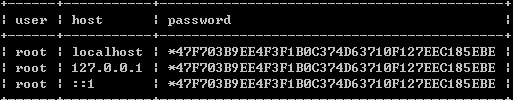 +------+-----------+-------------------------------------------+
| user | host | password |
+------+-----------+-------------------------------------------+
| root | localhost | *47F703B9EE4F3F1B0C374D63710F127EEC185EBE |
| root | 127.0.0.1 | *47F703B9EE4F3F1B0C374D63710F127EEC185EBE |
| root | ::1 | *47F703B9EE4F3F1B0C374D63710F127EEC185EBE |
+------+-----------+-------------------------------------------+